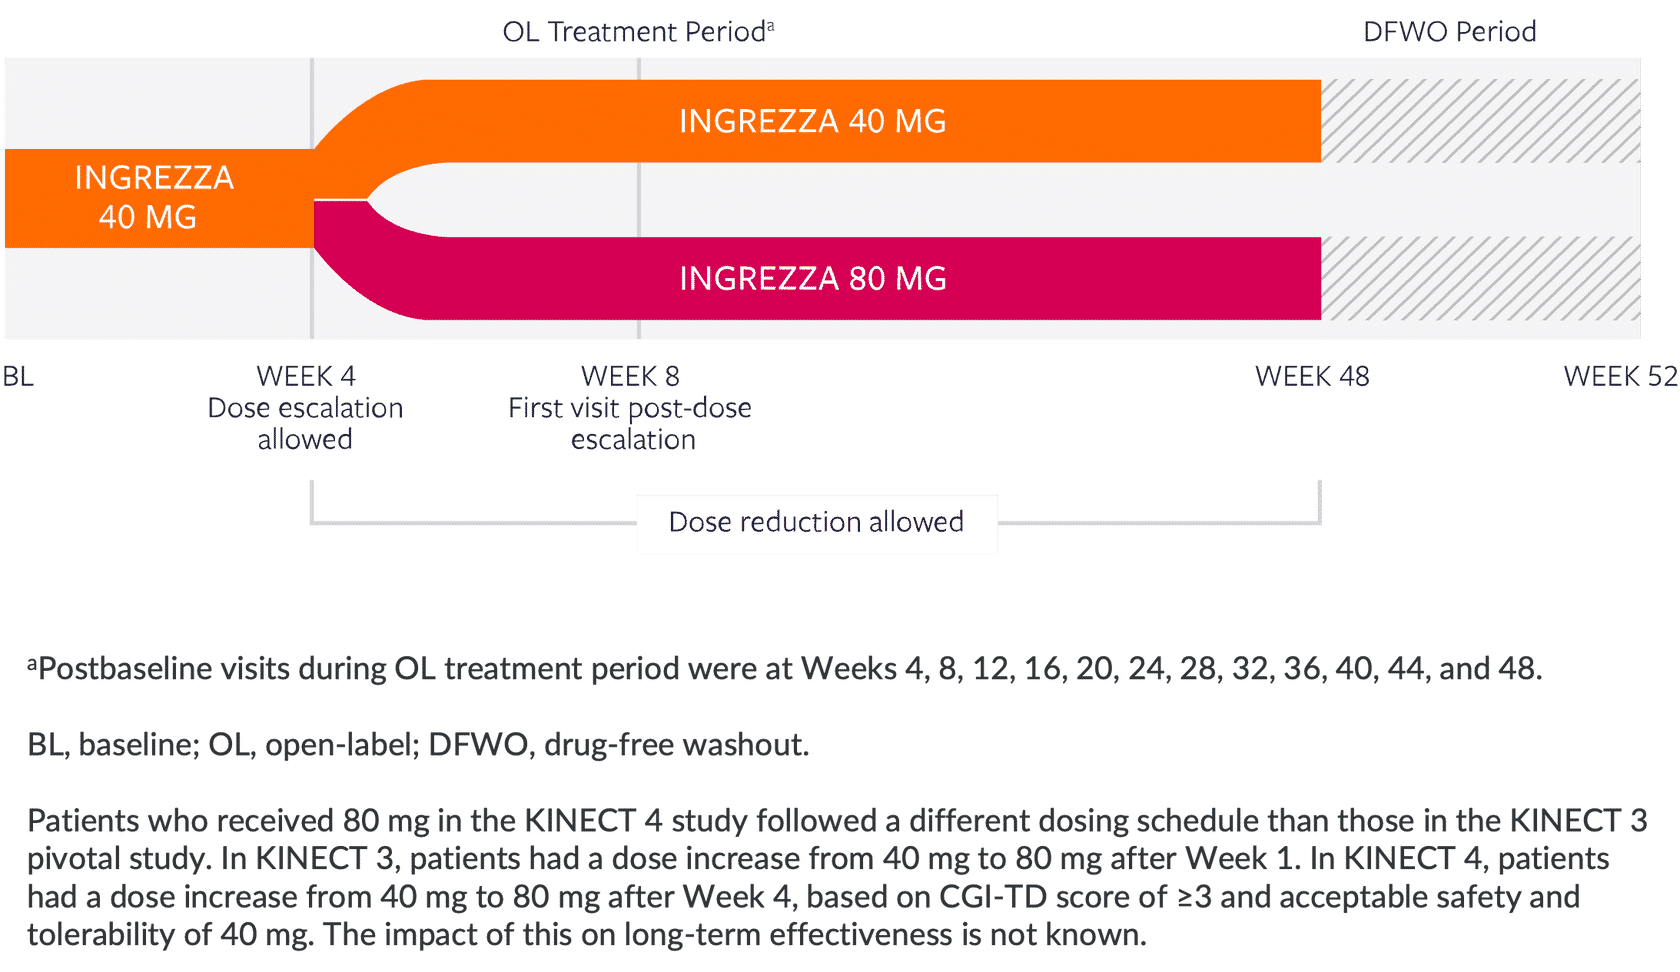 OL Treatment Periodᵃ
DFWO Period
INGREZZA 40 MG
INGREZZA
40 MG
INGREZZA 80 MG
BL
WEEK 4
Dose escalation
allowed
WEEK 8
First visit post-dose
escalation
WEEK 48
WEEK 52
Dose reduction allowed
ᵃPostbaseline visits during OL treatment period were at Weeks 4, 8, 12, 16, 20, 24, 28, 32, 36, 40, 44, and 48.
BL, baseline; OL, open-label; DFWO, drug-free washout.
Patients who received 80 mg in the KINECT 4 study followed a different dosing schedule than those in the KINECT 3
pivotal study. In KINECT 3, patients had a dose increase from 40 mg to 80 mg after Week 1. In KINECT 4, patients
had a dose increase from 40 mg to 80 mg after Week 4, based on CGI-TD score of ≥3 and acceptable safety and
tolerability of 40 mg. The impact of this on long-term effectiveness is not known.